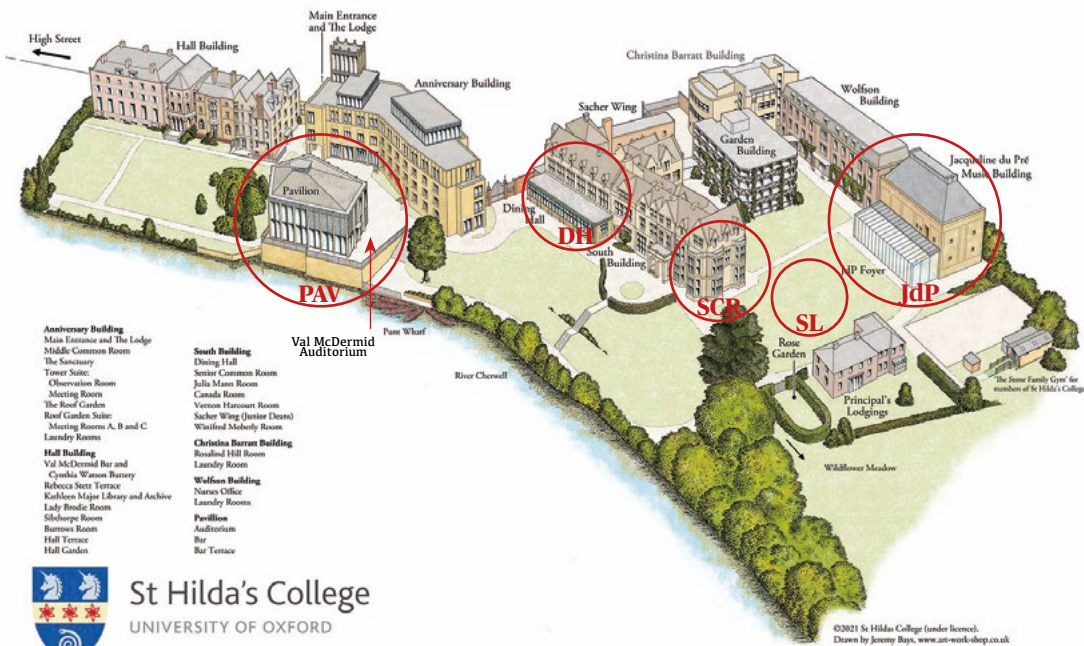 High Street
Hall Building
Main Entrance
and The Lodge
Anniversary Building
Christina Barratt Building
Wolfson
Building
Sacher Wing
Garden
Building
Jacqueline du Pré
Music Building
Pavilion
Dining
Hall
DH
South
Building
SCR
JdP Foyer
JdP
SL
PAV
Val McDermid
Auditorium
Punt Wharf
River Cherwell
Rose
Garden
Principal's
Lodgings
'The Stone Family Gym' for
members of St Hilda's College
Wildflower Meadow
Anniversary Building
Main Entrance and The Lodge
Middle Common Room
The Sanctuary
Tower Suite:
Observation Room
Meeting Room
The Roof Garden
Roof Garden Suite:
Meeting Rooms A, B and C
Laundry Rooms
Hall Building
Val McDermid Bar and
Cynthia Watson Buttery
Rebecca Stetz Terrace
Kathleen Major Library and Archive
Lady Brodie Room
Sibthorpe Room
Burrows Room
Hall Terrace
Hall Garden
South Building
Dining Hall
Senior Common Room
Julia Mann Room
Canada Room
Vernon Harcourt Room
Sacher Wing (Junior Deans)
Winifred Moberly Room
Christina Barratt Building
Rosalind Hill Room
Laundry Room
Wolfson Building
Nurses Office
Laundry Rooms
Pavillion
Auditorium
Bar
Bar Terrace
St Hilda's College
UNIVERSITY OF OXFORD
©2021 St Hildas College (under licence).
Drawn by Jeremy Bays, www.art-work-shop.co.uk